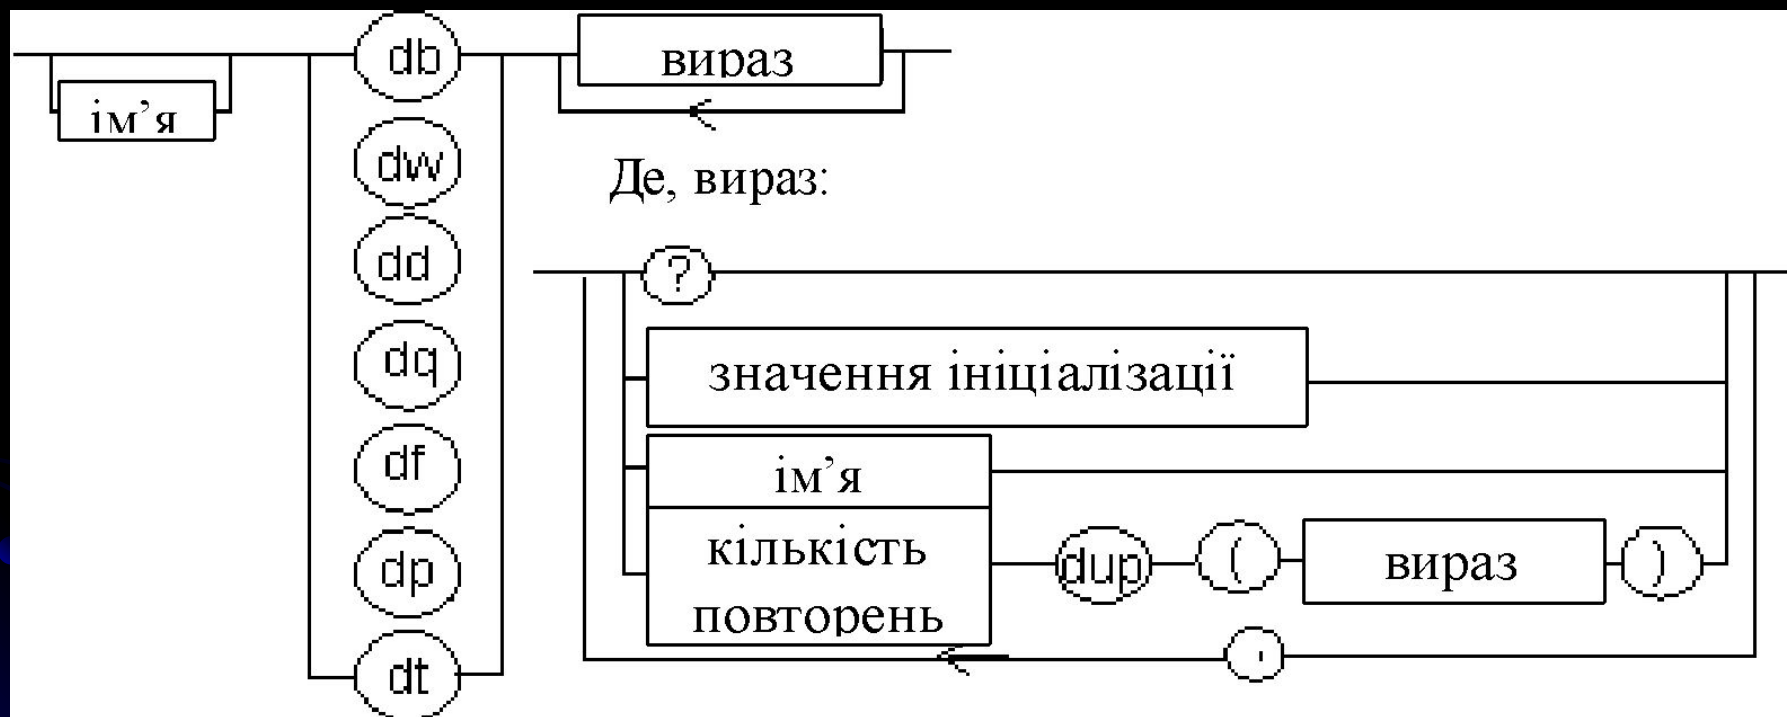 db
вираз
ім’я
dw
Де, вираз:
dd
?
dq
значення ініціалізації
df
ім’я
dp
кількість
повторень
dup
(
вираз
)
,
dt